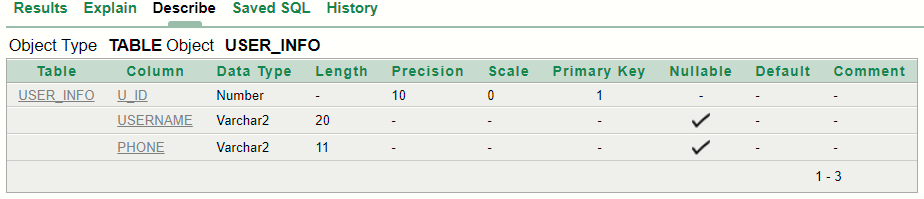 Results Explain Describe Saved SQL History
Object Type TABLE Object USER_INFO
Table Column Data Type Length Precision Scale Primary Key Nullable Default Comment
USER_INFO U_ID Number - 10 0 1 - - -
USERNAME Varchar2 20 - - - - -
PHONE Varchar2 11 - - - - -
1 - 3